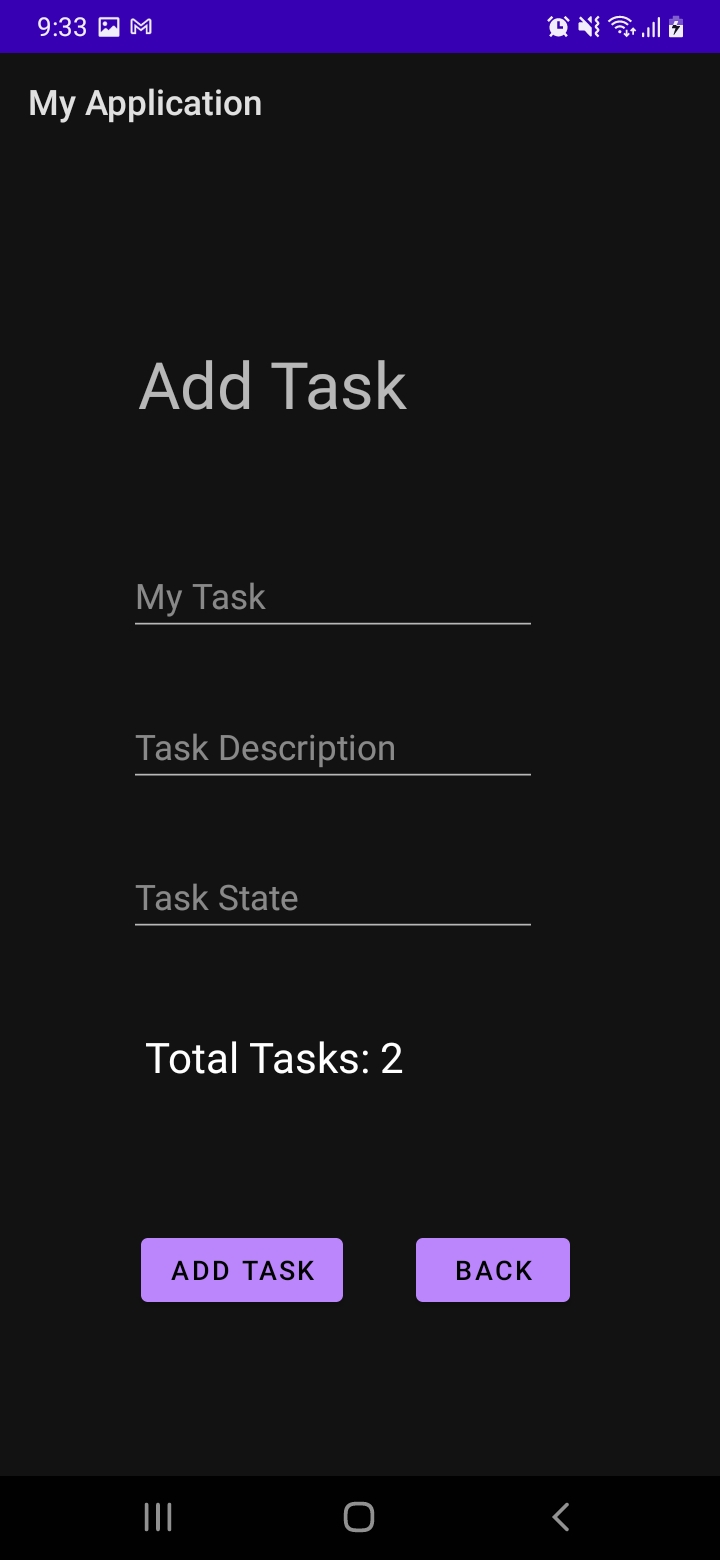 9:33
My Application
Add Task
My Task
Task Description
Task State
Total Tasks: 2
ADD TASK BACK